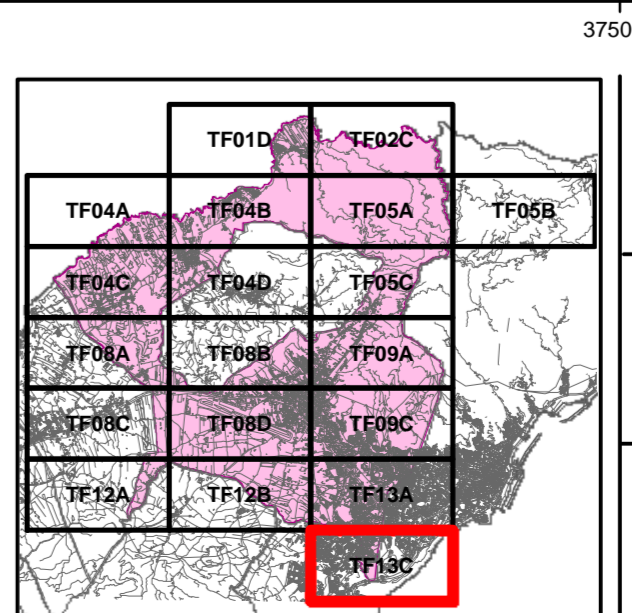 3750
TF01D TF02C
TF04A TF04B TF05A TF05B
TF04C TF04D TF05C
TF08A TF08B TF09A
TF08C TF08D TF09C
TF12A TF12B TF13A
TF13C